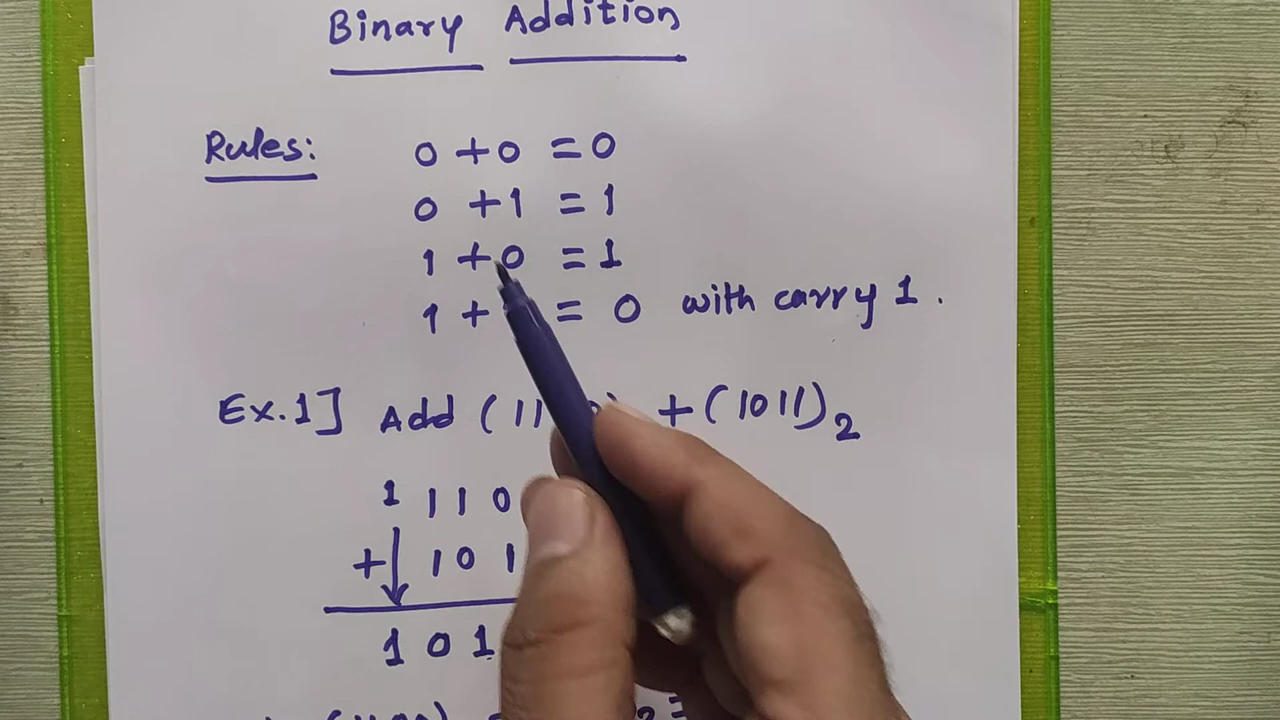 Binary Addition
Rules: 0 + 0 = 0
0 + 1 = 1
1 + 0 = 1
1 + = 0 with carry 1 .
Ex.1] Add (11 + (1011)2
1 1 1 0
+ 1 0 1
1 0 1